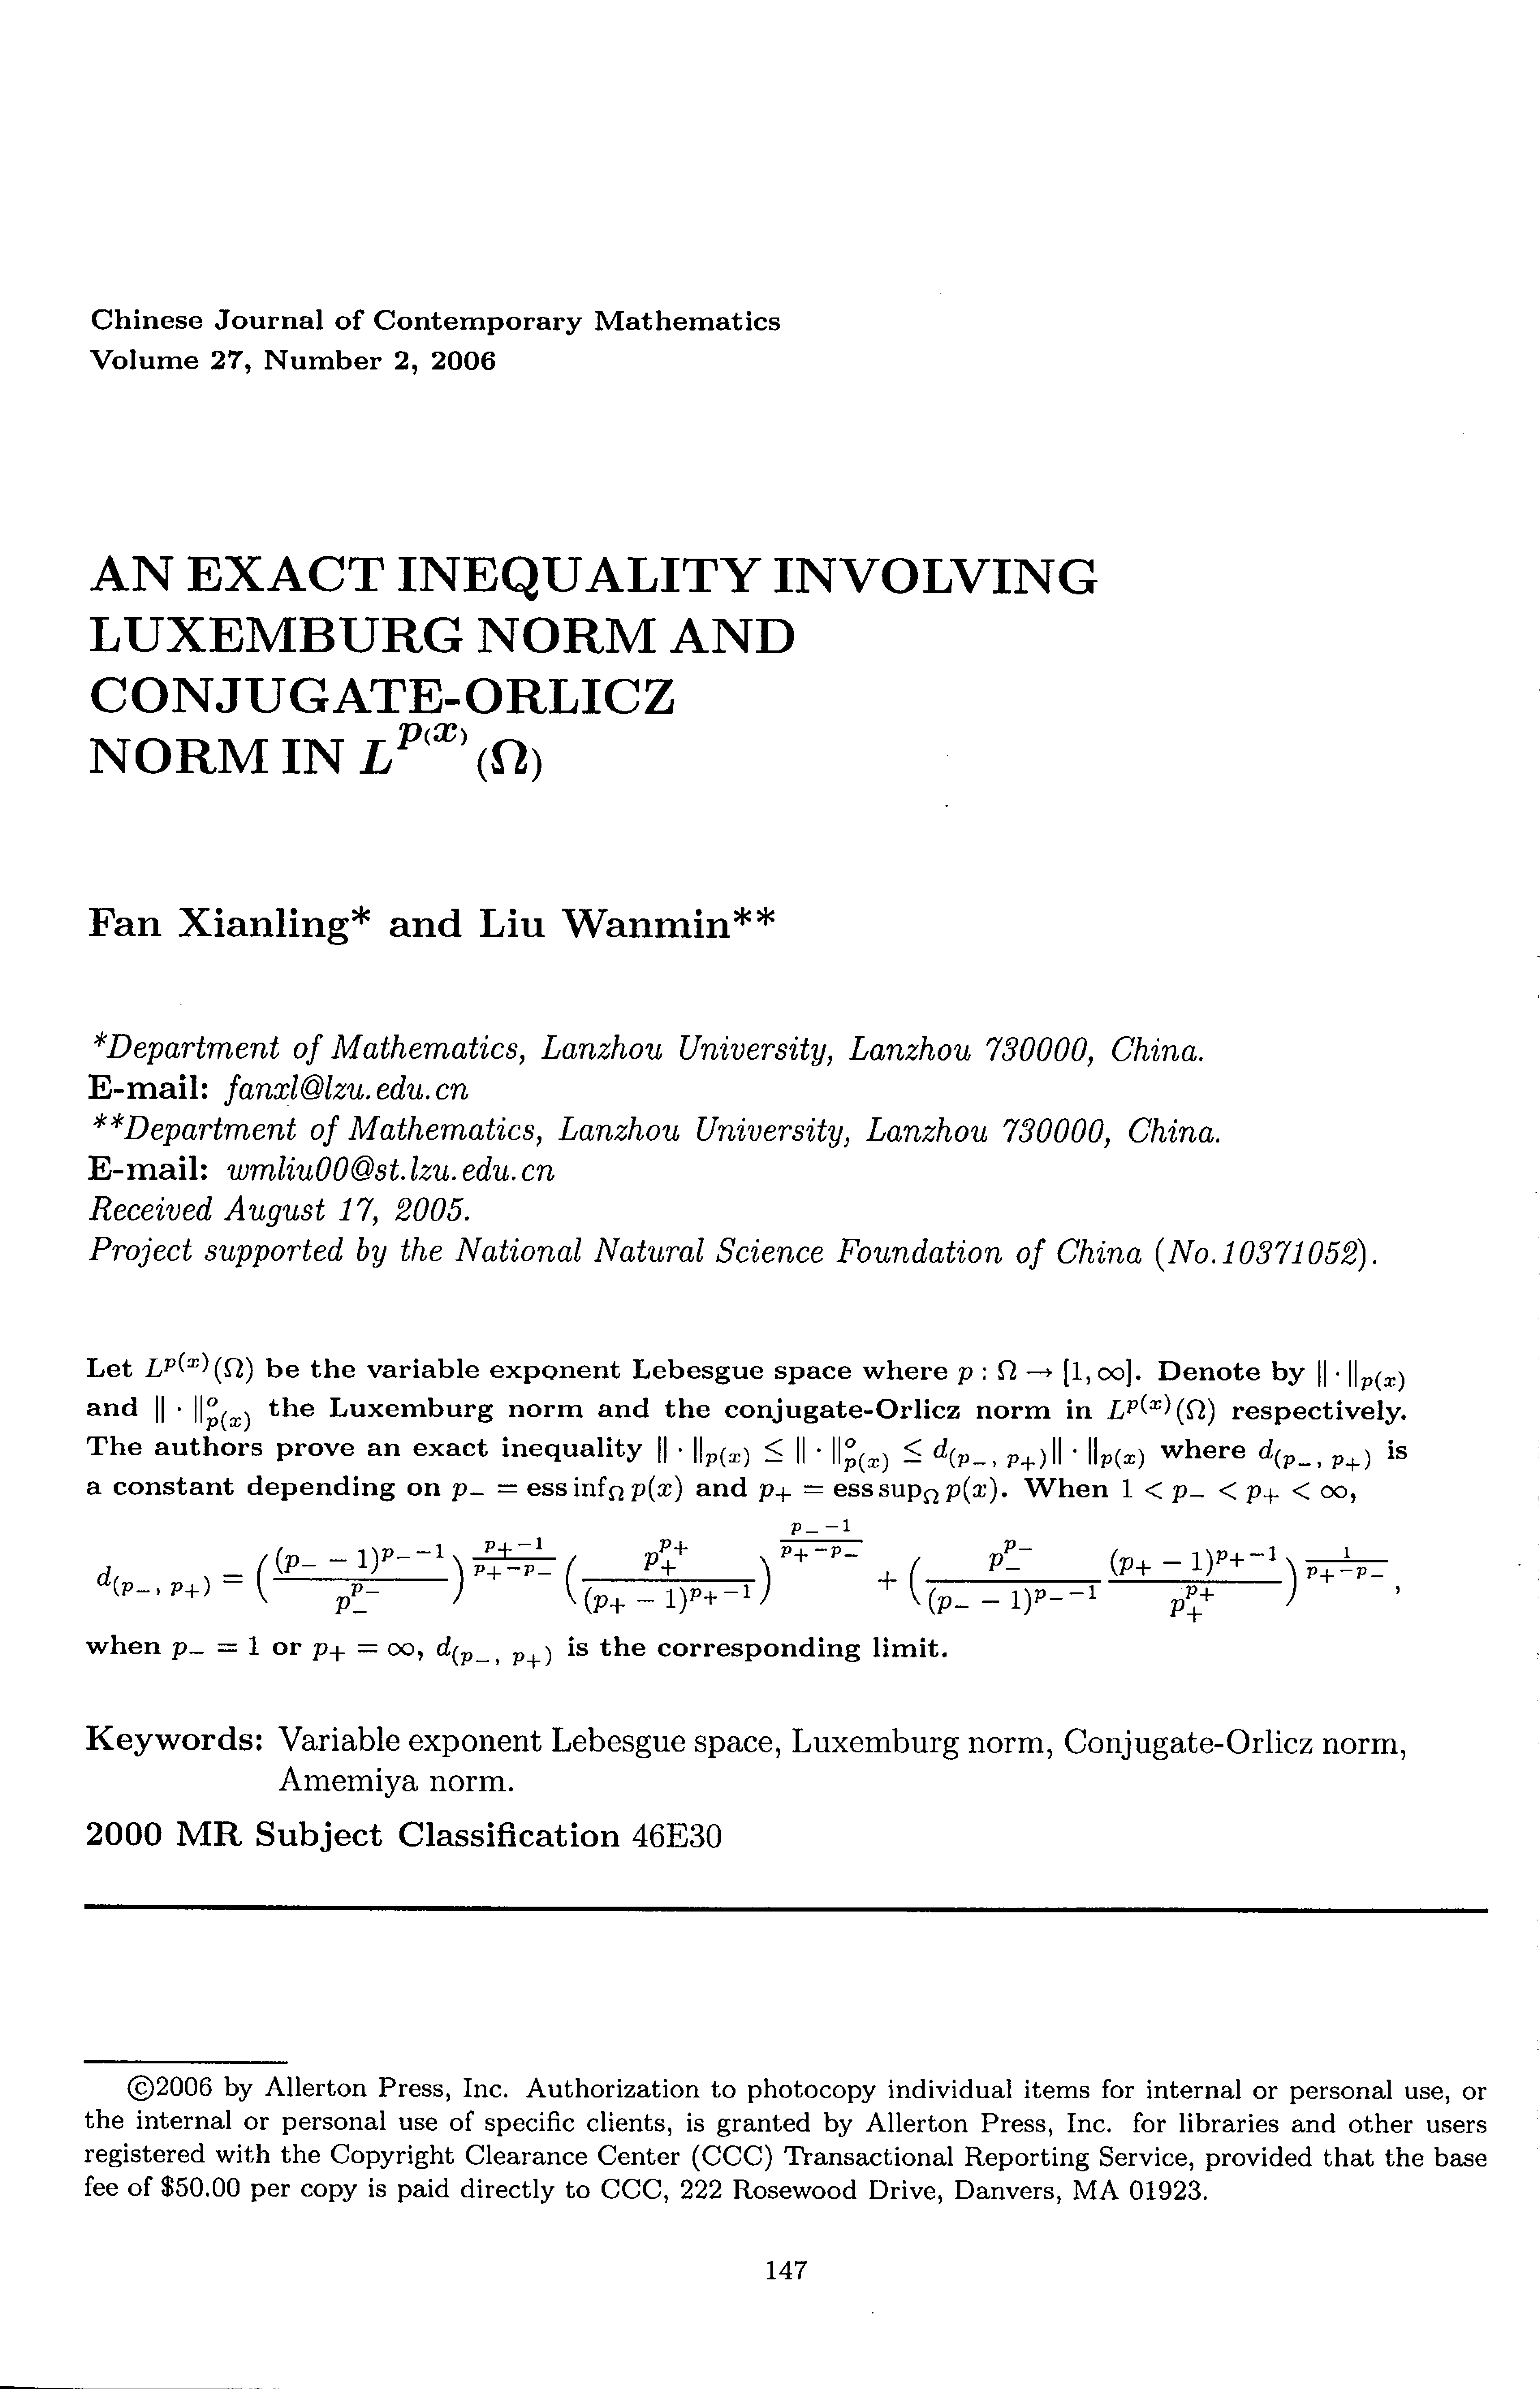 Chinese Journal of Contemporary Mathematics
Volume 27, Number 2, 2006
AN EXACT INEQUALITY INVOLVING
LUXEMBURG NORM AND
CONJUGATE-ORLICZ
NORM IN $L^{p(x)}(\Omega)$
Fan Xianling* and Liu Wanmin**
*Department of Mathematics, Lanzhou University, Lanzhou 730000, China.
E-mail: fanxl@lzu.edu.cn
**Department of Mathematics, Lanzhou University, Lanzhou 730000, China.
E-mail: wmliu00@st.lzu.edu.cn
Received August 17, 2005.
Project supported by the National Natural Science Foundation of China (No.10371052).
Let $L^{p(x)}(\Omega)$ be the variable exponent Lebesgue space where $p : \Omega \to [1, \infty]$. Denote by $\|\cdot\|_{p(x)}$
and $\|\cdot\|^o_{p(x)}$ the Luxemburg norm and the conjugate-Orlicz norm in $L^{p(x)}(\Omega)$ respectively.
The authors prove an exact inequality $\|\cdot\|_{p(x)} \le \|\cdot\|^o_{p(x)} \le d_{(p_-,\, p_+)}\|\cdot\|_{p(x)}$ where $d_{(p_-,\, p_+)}$ is
a constant depending on $p_- = \operatorname{ess\,inf}_\Omega p(x)$ and $p_+ = \operatorname{ess\,sup}_\Omega p(x)$. When $1 < p_- < p_+ < \infty$,
$d_{(p_-,\, p_+)} = \left(\frac{(p_- - 1)^{p_- - 1}}{p_-^{p_-}}\right)^{\frac{p_+ - 1}{p_+ - p_-}} \left(\frac{p_+^{p_+}}{(p_+ - 1)^{p_+ - 1}}\right)^{\frac{p_- - 1}{p_+ - p_-}} + \left(\frac{p_-^{p_-}}{(p_- - 1)^{p_- - 1}} \frac{(p_+ - 1)^{p_+ - 1}}{p_+^{p_+}}\right)^{\frac{1}{p_+ - p_-}},$
when $p_- = 1$ or $p_+ = \infty$, $d_{(p_-,\, p_+)}$ is the corresponding limit.
Keywords: Variable exponent Lebesgue space, Luxemburg norm, Conjugate-Orlicz norm,
Amemiya norm.
2000 MR Subject Classification 46E30
©2006 by Allerton Press, Inc. Authorization to photocopy individual items for internal or personal use, or
the internal or personal use of specific clients, is granted by Allerton Press, Inc. for libraries and other users
registered with the Copyright Clearance Center (CCC) Transactional Reporting Service, provided that the base
fee of $50.00 per copy is paid directly to CCC, 222 Rosewood Drive, Danvers, MA 01923.
147